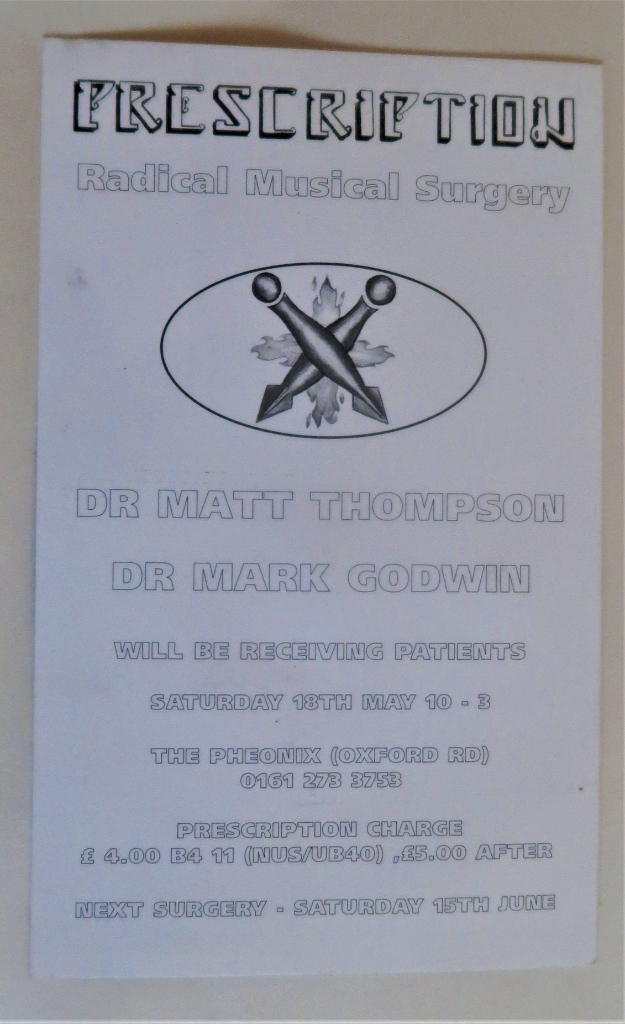 PRESCRIPTION
Radical Musical Surgery
DR MATT THOMPSON
DR MARK GODWIN
WILL BE RECEIVING PATIENTS
SATURDAY 18TH MAY 10 - 3
THE PHEONIX (OXFORD RD)
0161 273 3753
PRESCRIPTION CHARGE
£ 4.00 B4 11 (NUS/UB40) ,£5.00 AFTER
NEXT SURGERY - SATURDAY 15TH JUNE